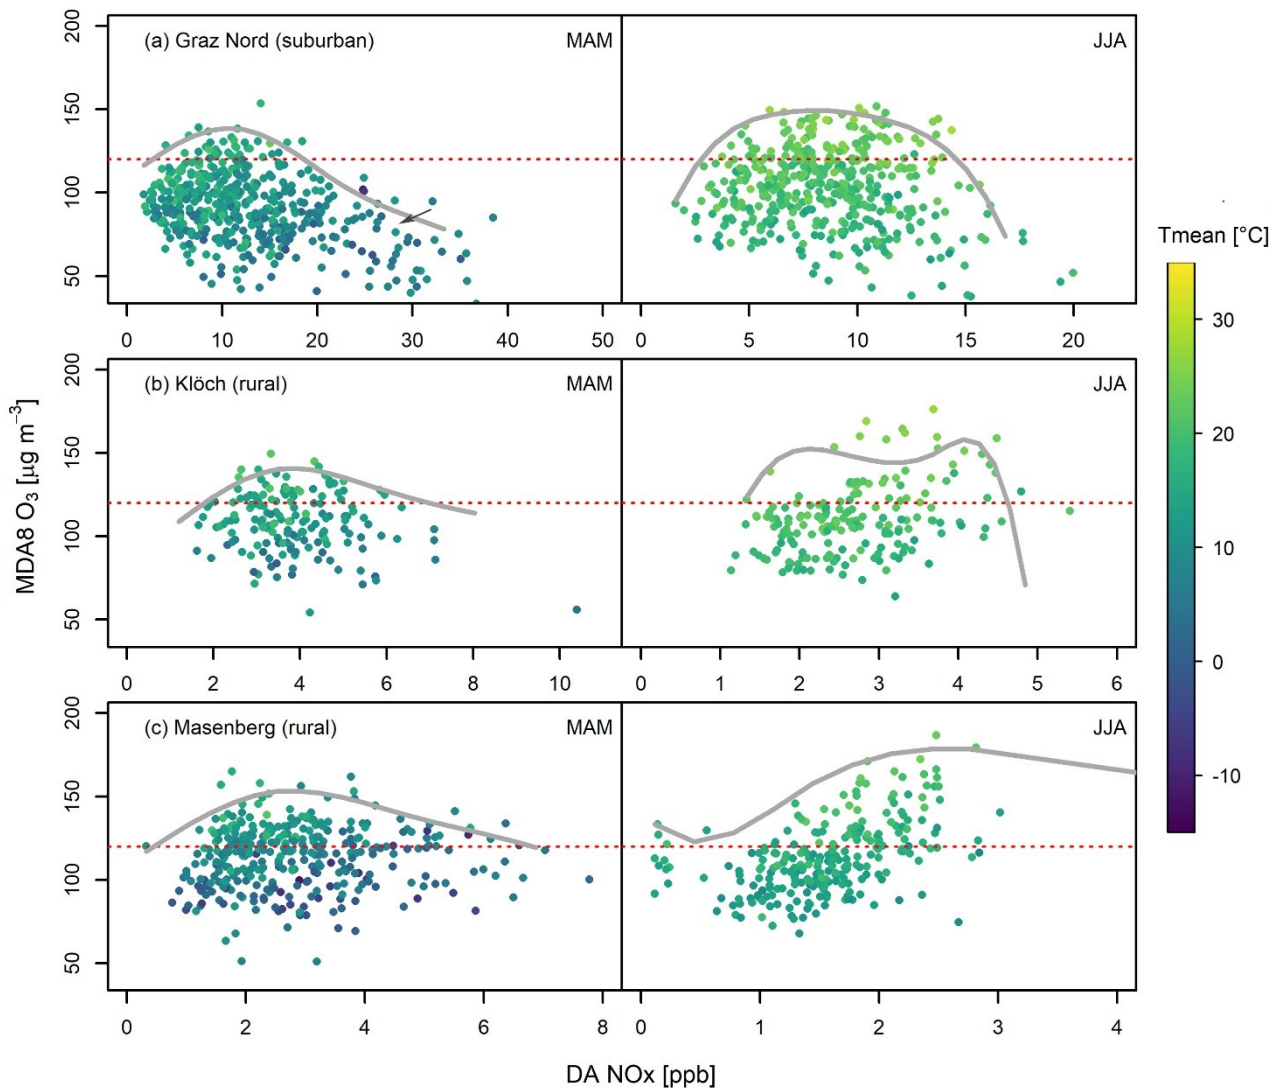 (a) Graz Nord (suburban)
MAM
JJA
200
150
100
50
0 10 20 30 40 50
0 5 10 15 20
(b) Klöch (rural)
MAM
JJA
200
150
100
50
0 2 4 6 8 10
0 1 2 3 4 5 6
(c) Masenberg (rural)
MAM
JJA
200
150
100
50
0 2 4 6 8
0 1 2 3 4
MDA8 O₃ [µg m⁻³]
DA NOx [ppb]
Tmean [°C]
30
20
10
0
-10